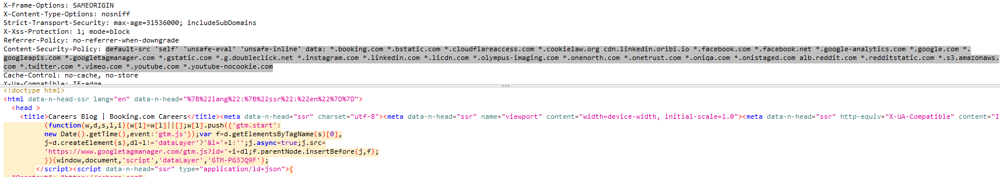 X-Frame-Options: SAMEORIGIN
X-Content-Type-Options: nosniff
Strict-Transport-Security: max-age=31536000; includeSubDomains
X-Xss-Protection: 1; mode=block
Referrer-Policy: no-referrer-when-downgrade
Content-Security-Policy: default-src 'self' 'unsafe-eval' 'unsafe-inline' data: *.booking.com *.bstatic.com *.cloudflareaccess.com *.cookielaw.org cdn.linkedin.oribi.io *.facebook.com *.facebook.net *.google-analytics.com *.google.com *.
googleapis.com *.googletagmanager.com *.gstatic.com *.g.doubleclick.net *.instagram.com *.linkedin.com *.licdn.com *.olympus-imaging.com *.onenorth.com *.onetrust.com *.oniqa.com *.onistaged.com alb.reddit.com *.redditstatic.com *.s3.amazonaws.
com *.twitter.com *.vimeo.com *.youtube.com *.youtube-nocookie.com
Cache-Control: no-cache, no-store
X-Ua-Compatible: IE=edge
<!doctype html>
<html data-n-head-ssr lang="en" data-n-head="%7B%22lang%22:%7B%22ssr%22:%22en%22%7D%7D">
<head >
<title>Careers Blog | Booking.com Careers</title><meta data-n-head="ssr" charset="utf-8"><meta data-n-head="ssr" name="viewport" content="width=device-width, initial-scale=1.0"><meta data-n-head="ssr" http-equiv="X-UA-Compatible" content="I
(function(w,d,s,l,i){w[l]=w[l]||[];w[l].push({'gtm.start':
new Date().getTime(),event:'gtm.js'});var f=d.getElementsByTagName(s)[0],
j=d.createElement(s),dl=l!='dataLayer'?'&l='+l:'';j.async=true;j.src=
'https://www.googletagmanager.com/gtm.js?id='+i+dl;f.parentNode.insertBefore(j,f);
})(window,document,'script','dataLayer','GTM-PG3JQ9F');
</script><script data-n-head="ssr" type="application/ld+json">{